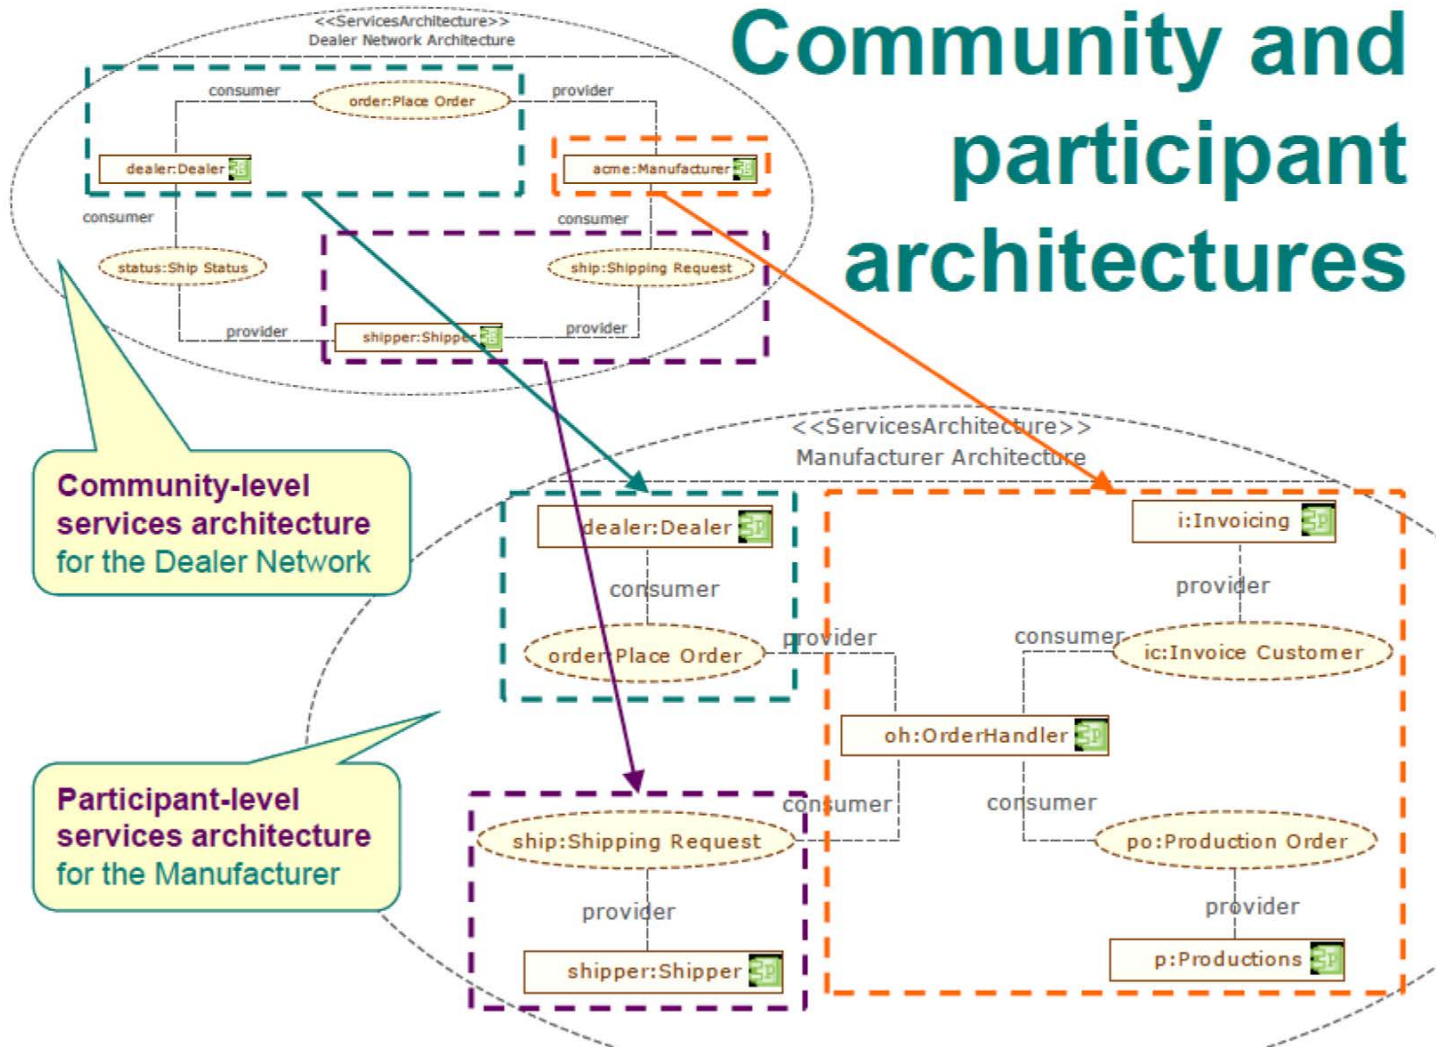 Community and
participant
architectures
<<ServicesArchitecture>>
Dealer Network Architecture
consumer
order:Place Order
provider
dealer:Dealer
acme:Manufacturer
consumer
consumer
status:Ship Status
ship:Shipping Request
provider
shipper:Shipper
provider
Community-level
services architecture
for the Dealer Network
<<ServicesArchitecture>>
Manufacturer Architecture
dealer:Dealer
p
i:Invoicing
p
consumer
provider
order:Place Order
provider
consumer
ic:Invoice Customer
oh:OrderHandler
p
Participant-level
services architecture
for the Manufacturer
consumer
consumer
ship:Shipping Request
po:Production Order
provider
provider
shipper:Shipper
p
p:Productions
p